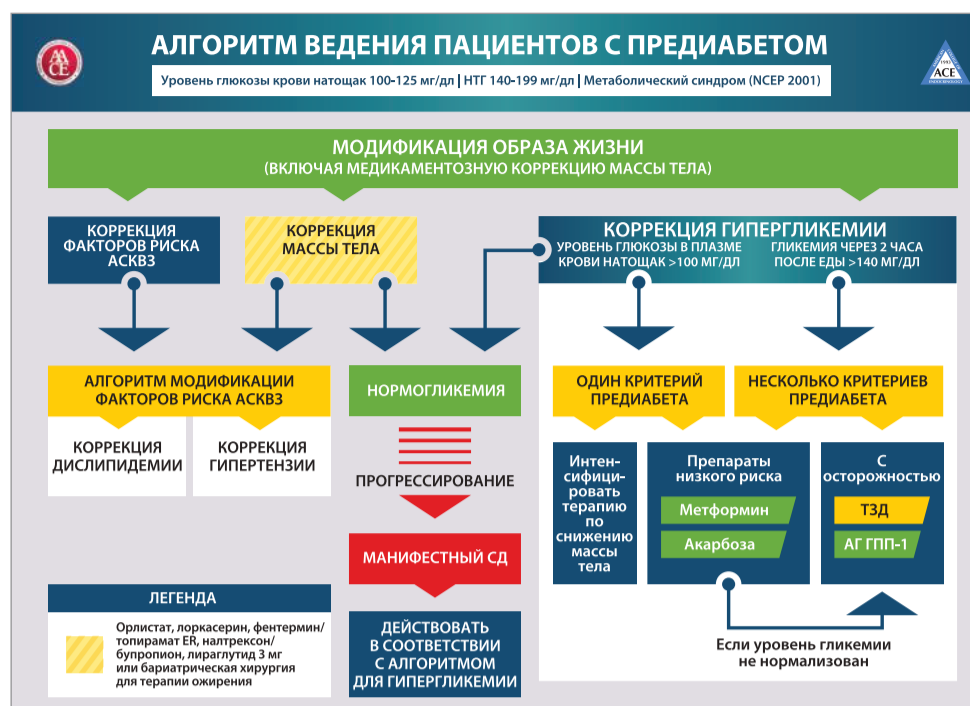 АЛГОРИТМ ВЕДЕНИЯ ПАЦИЕНТОВ С ПРЕДИАБЕТОМ
Уровень глюкозы крови натощак 100-125 мг/дл | НТГ 140-199 мг/дл | Метаболический синдром (NCEP 2001)
AACE
ACE
МОДИФИКАЦИЯ ОБРАЗА ЖИЗНИ
(ВКЛЮЧАЯ МЕДИКАМЕНТОЗНУЮ КОРРЕКЦИЮ МАССЫ ТЕЛА)
КОРРЕКЦИЯ
ФАКТОРОВ РИСКА
АСКВЗ
КОРРЕКЦИЯ
МАССЫ ТЕЛА
КОРРЕКЦИЯ ГИПЕРГЛИКЕМИИ
УРОВЕНЬ ГЛЮКОЗЫ В ПЛАЗМЕ
КРОВИ НАТОЩАК >100 МГ/ДЛ
ГЛИКЕМИЯ ЧЕРЕЗ 2 ЧАСА
ПОСЛЕ ЕДЫ >140 МГ/ДЛ
АЛГОРИТМ МОДИФИКАЦИИ
ФАКТОРОВ РИСКА АСКВЗ
КОРРЕКЦИЯ
ДИСЛИПИДЕМИИ
КОРРЕКЦИЯ
ГИПЕРТЕНЗИИ
НОРМОГЛИКЕМИЯ
ПРОГРЕССИРОВАНИЕ
МАНИФЕСТНЫЙ СД
ДЕЙСТВОВАТЬ
В СООТВЕТСТВИИ
С АЛГОРИТМОМ
ДЛЯ ГИПЕРГЛИКЕМИИ
ОДИН КРИТЕРИЙ
ПРЕДИАБЕТА
НЕСКОЛЬКО КРИТЕРИЕВ
ПРЕДИАБЕТА
Интен-
сифици-
ровать
терапию
по
снижению
массы
тела
Препараты
низкого риска
Метформин
Акарбоза
С
осторожностью
ТЗД
АГ ГПП-1
Если уровень гликемии
не нормализован
ЛЕГЕНДА
Орлистат, лоркасерин, фентермин/
топирамат ER, налтрексон/
бупропион, лираглутид 3 мг
или бариатрическая хирургия
для терапии ожирения